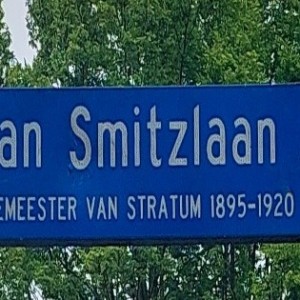 an Smitzlaan
EMEESTER VAN STRATUM 1895-1920